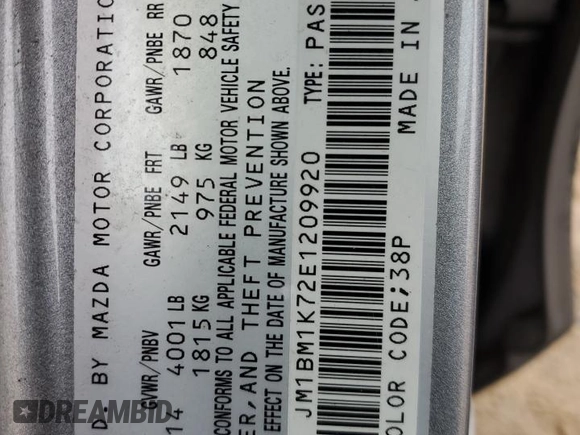 D. BY MAZDA MOTOR CORPORATIO
GVWR/PNBV GAWR/PNBE FRT GAWR/PNBE RR
14 4001 LB 2149 LB 1870
1815 KG 975 KG 848
CONFORMS TO ALL APPLICABLE FEDERAL MOTOR VEHICLE SAFETY
ER, AND THEFT PREVENTION
EFFECT ON THE DATE OF MANUFACTURE SHOWN ABOVE.
JM1BM1K72E1209920 TYPE: PAS
OLOR CODE;38P MADE IN
DREAMBID